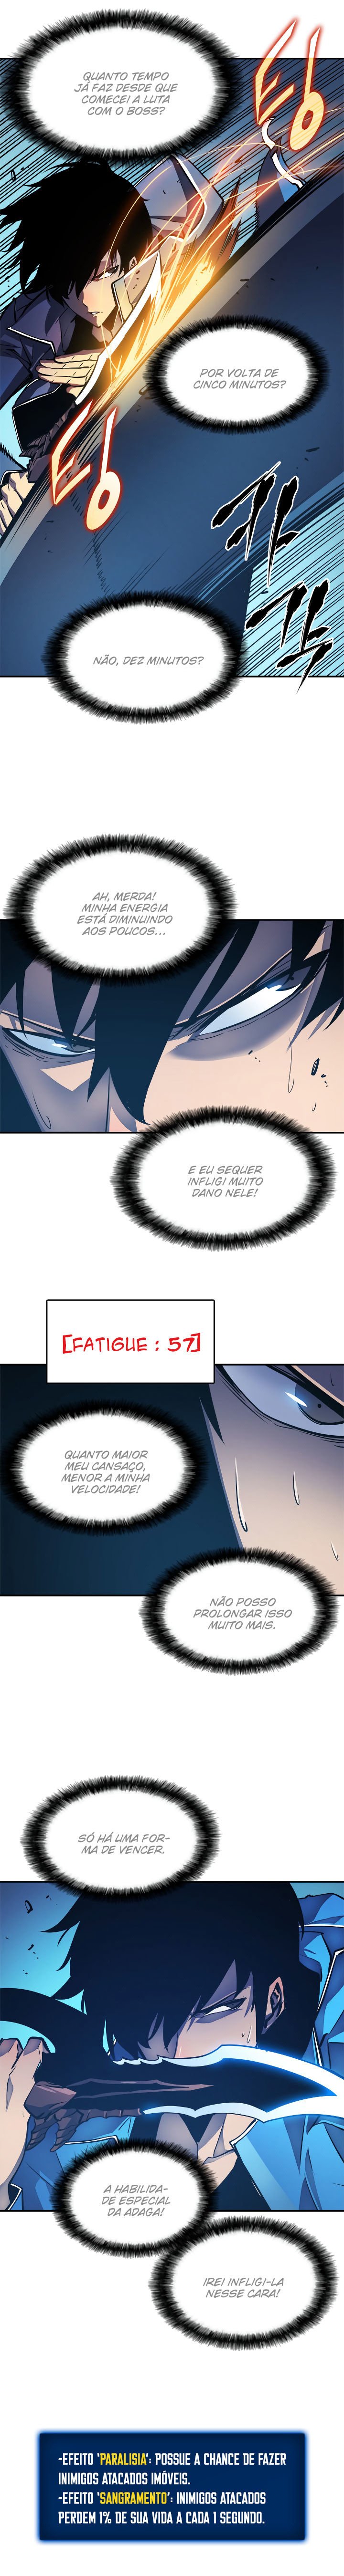 QUANTO TEMPO
JÁ FAZ DESDE QUE
COMECEI A LUTA
COM O BOSS?
POR VOLTA DE
CINCO MINUTOS?
NÃO, DEZ MINUTOS?
AH, MERDA!
MINHA ENERGIA
ESTÁ DIMINUINDO
AOS POUCOS...
E EU SEQUER
INFLIGI MUITO
DANO NELE!
[FATIGUE : 57]
QUANTO MAIOR
MEU CANSAÇO,
MENOR A MINHA
VELOCIDADE!
NÃO POSSO
PROLONGAR ISSO
MUITO MAIS.
SÓ HÁ UMA FOR-
MA DE VENCER.
A HABILIDA-
DE ESPECIAL
DA ADAGA!
IREI INFLIGI-LA
NESSE CARA!
-EFEITO 'PARALISIA': POSSUE A CHANCE DE FAZER
INIMIGOS ATACADOS IMÓVEIS.
-EFEITO 'SANGRAMENTO': INIMIGOS ATACADOS
PERDEM 1% DE SUA VIDA A CADA 1 SEGUNDO.